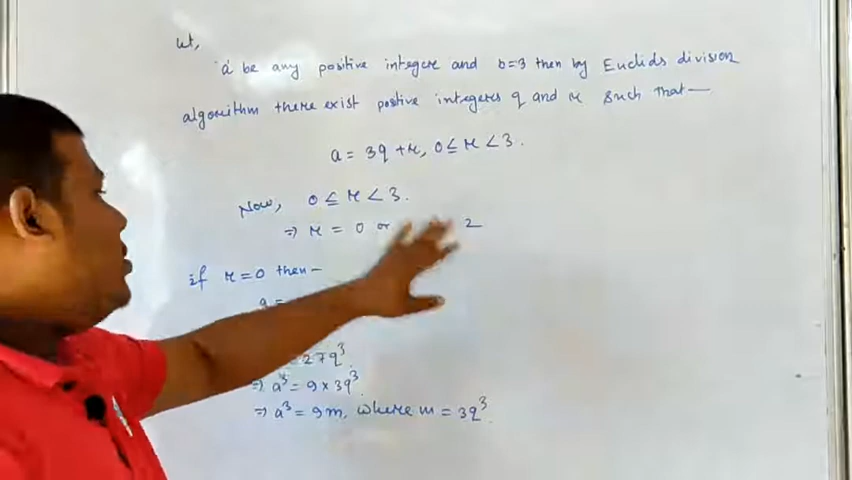 Let,
'a' be any positive integer and b=3 then by Euclids division
algorithm there exist positive integers q and r such that—
a = 3q + r, 0 ≤ r < 3.
Now, 0 ≤ r < 3.
⇒ r = 0 or 2
if r = 0 then—
a =
= 27q³
⇒ a³ = 9 × 3q³
⇒ a³ = 9m, where m = 3q³.